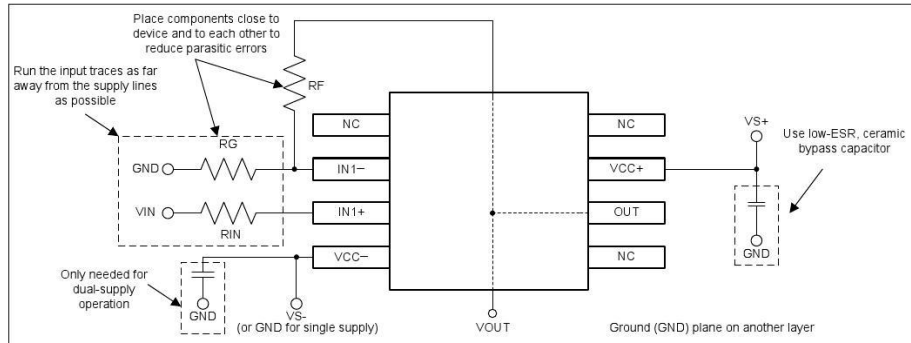 Place components close to
device and to each other to
reduce parasitic errors
Run the input traces as far
away from the supply lines
as possible
RF
NC
NC
VS+
Use low-ESR, ceramic
bypass capacitor
RG
GND
IN1−
VCC+
VIN
IN1+
OUT
RIN
GND
VCC−
NC
Only needed for
dual-supply
operation
GND
VS-
(or GND for single supply)
VOUT
Ground (GND) plane on another layer